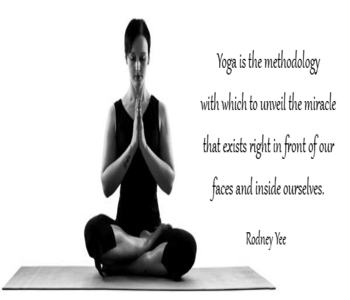 Yoga is the methodology
with which to unveil the miracle
that exists right in front of our
faces and inside ourselves.
Rodney Yee